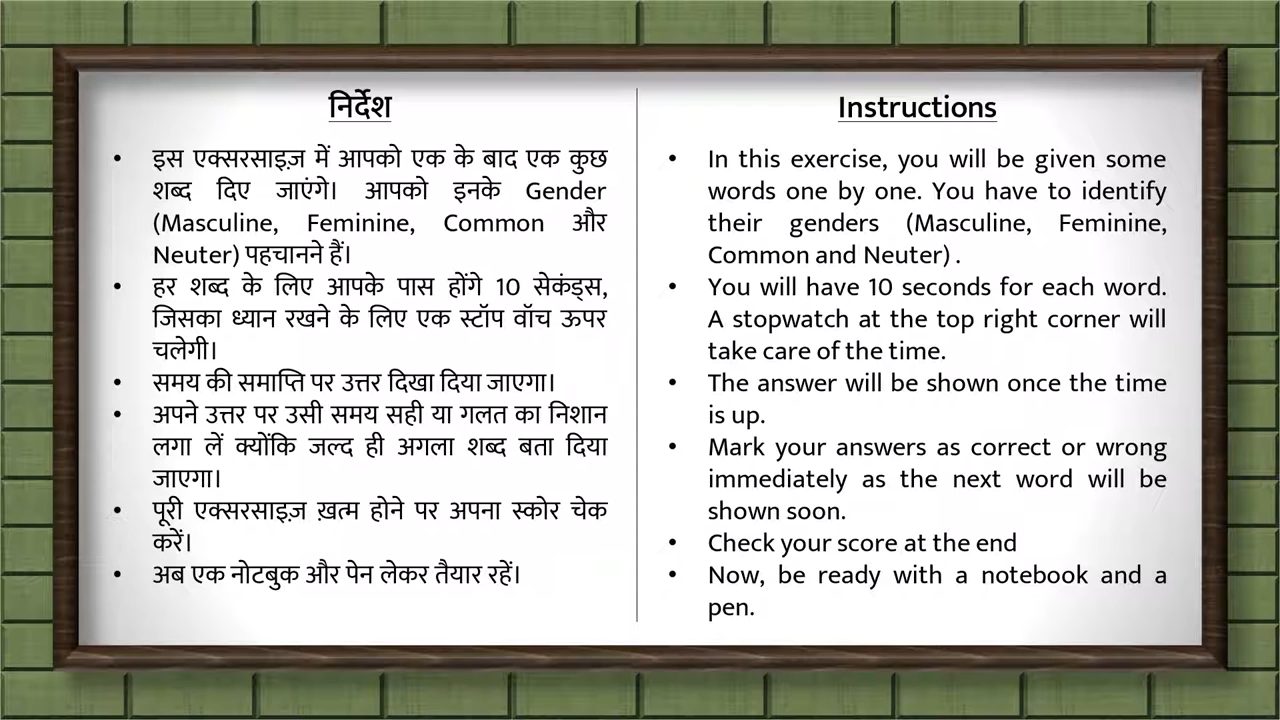 निर्देश
• इस एक्सरसाइज़ में आपको एक के बाद एक कुछ
शब्द दिए जाएंगे। आपको इनके Gender
(Masculine, Feminine, Common और
Neuter) पहचानने हैं।
• हर शब्द के लिए आपके पास होंगे 10 सेकंड्स,
जिसका ध्यान रखने के लिए एक स्टॉप वॉच ऊपर
चलेगी।
• समय की समाप्ति पर उत्तर दिखा दिया जाएगा।
• अपने उत्तर पर उसी समय सही या गलत का निशान
लगा लें क्योंकि जल्द ही अगला शब्द बता दिया
जाएगा।
• पूरी एक्सरसाइज़ ख़त्म होने पर अपना स्कोर चेक
करें।
• अब एक नोटबुक और पेन लेकर तैयार रहें।
Instructions
• In this exercise, you will be given some
words one by one. You have to identify
their genders (Masculine, Feminine,
Common and Neuter) .
• You will have 10 seconds for each word.
A stopwatch at the top right corner will
take care of the time.
• The answer will be shown once the time
is up.
• Mark your answers as correct or wrong
immediately as the next word will be
shown soon.
• Check your score at the end
• Now, be ready with a notebook and a
pen.